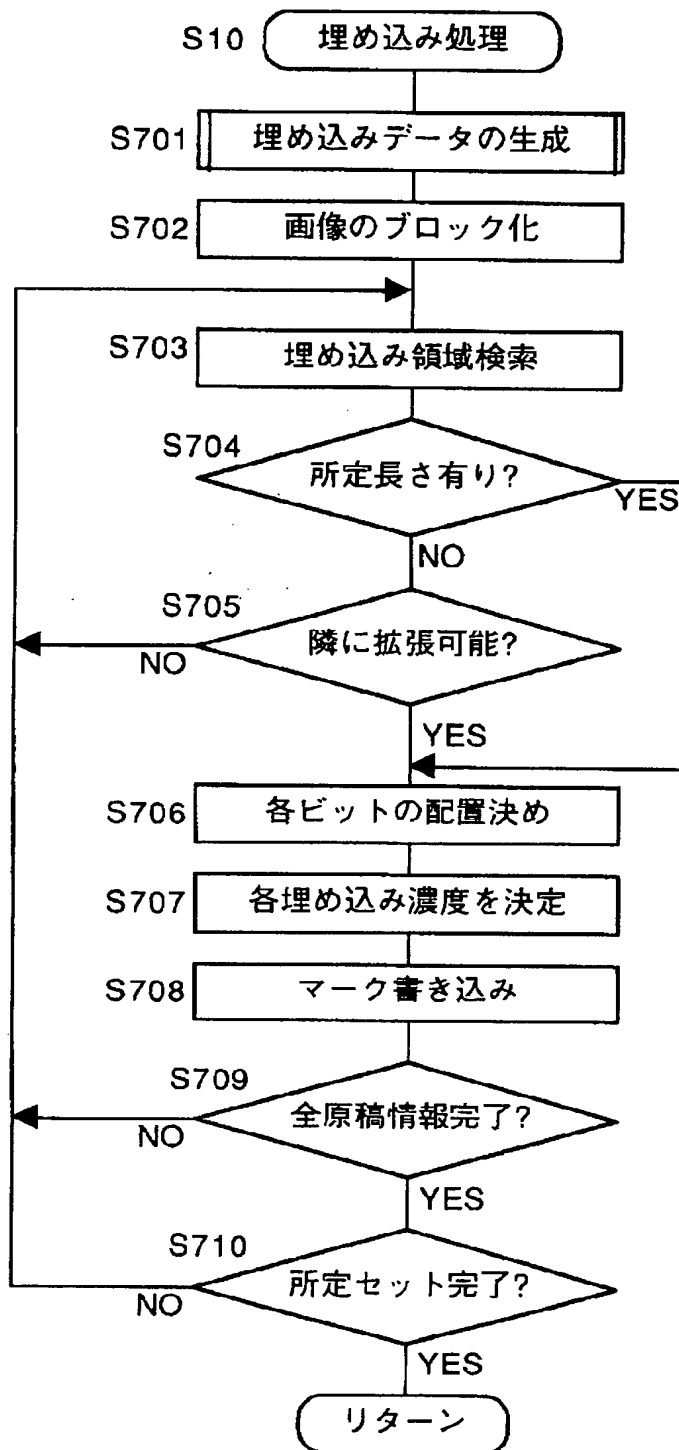 S10 埋め込み処理
S701 埋め込みデータの生成
S702 画像のブロック化
S703 埋め込み領域検索
S704 所定長さ有り?
YES
NO
S705 隣に拡張可能?
NO
YES
S706 各ビットの配置決め
S707 各埋め込み濃度を決定
S708 マーク書き込み
S709 全原稿情報完了?
NO
YES
S710 所定セット完了?
NO
YES
リターン